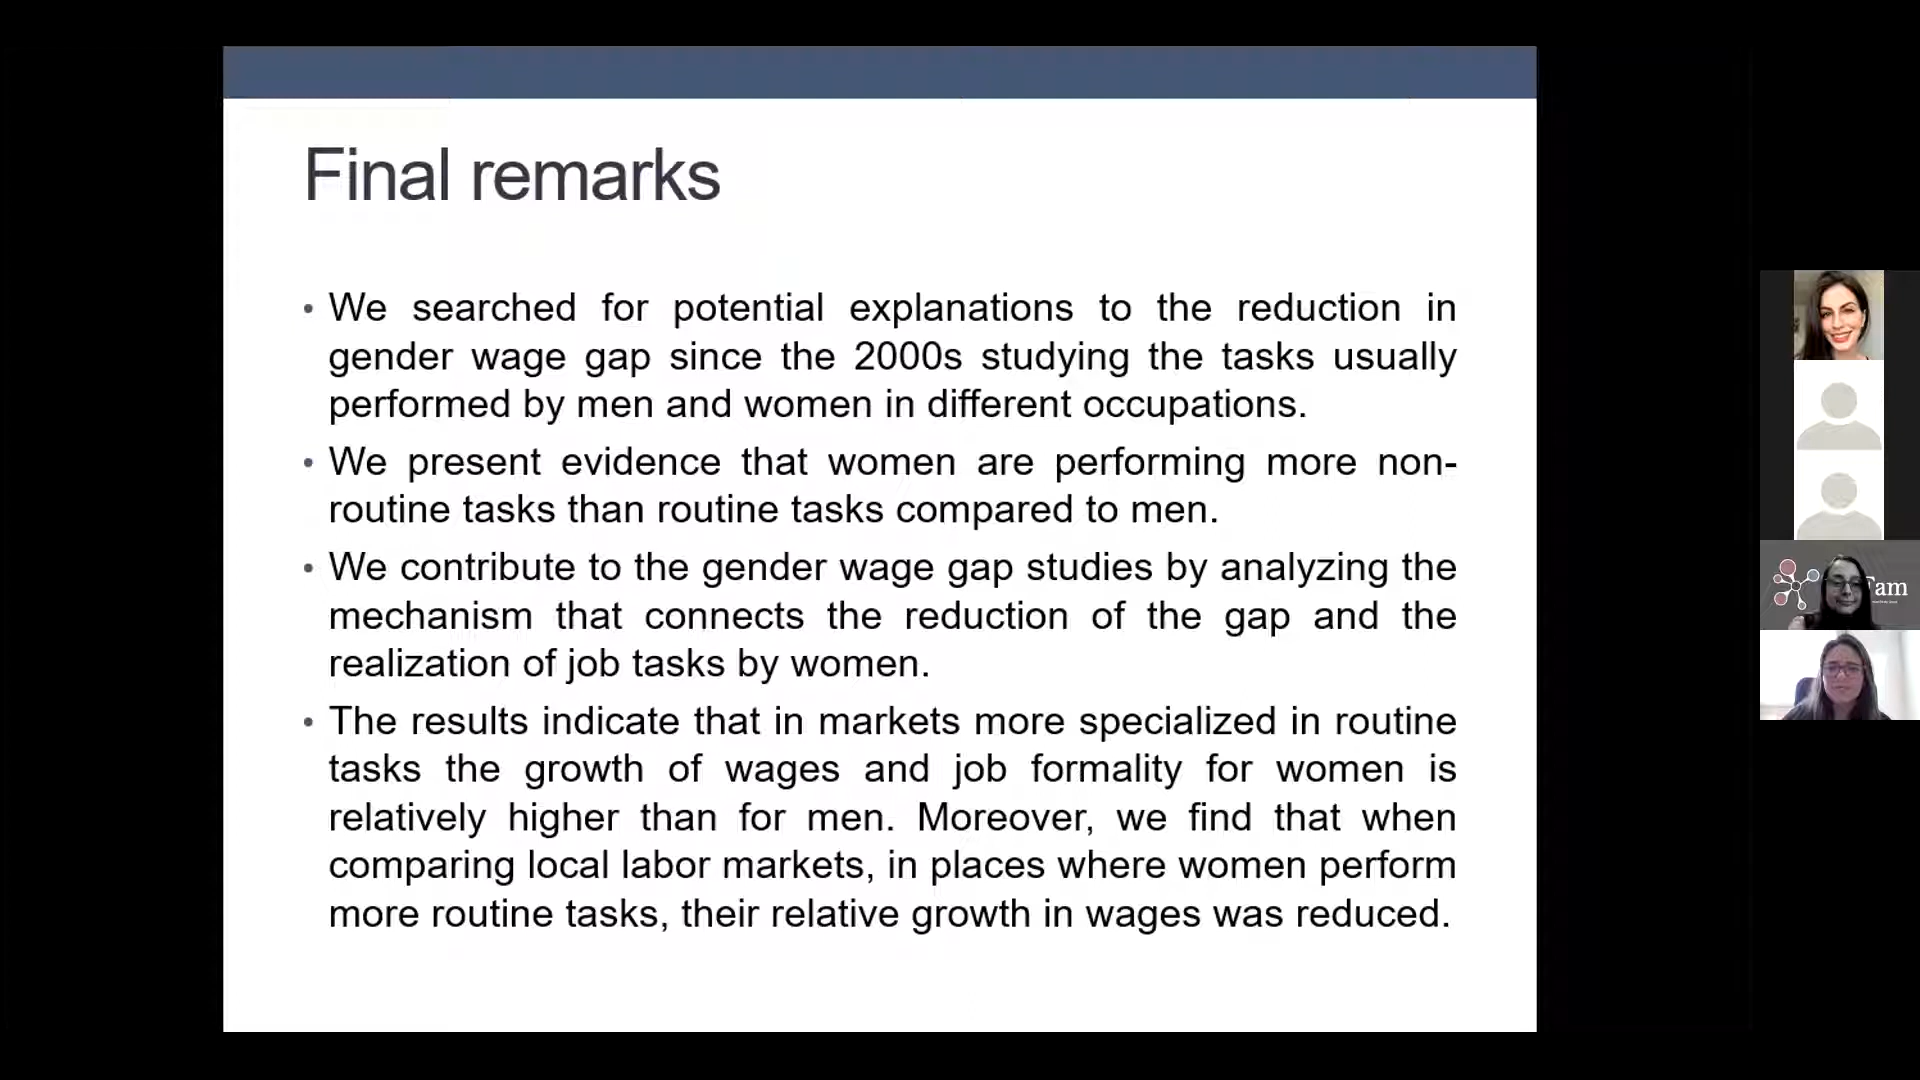 Final remarks
• We searched for potential explanations to the reduction in
gender wage gap since the 2000s studying the tasks usually
performed by men and women in different occupations.
• We present evidence that women are performing more non-
routine tasks than routine tasks compared to men.
• We contribute to the gender wage gap studies by analyzing the
mechanism that connects the reduction of the gap and the
realization of job tasks by women.
• The results indicate that in markets more specialized in routine
tasks the growth of wages and job formality for women is
relatively higher than for men. Moreover, we find that when
comparing local labor markets, in places where women perform
more routine tasks, their relative growth in wages was reduced.